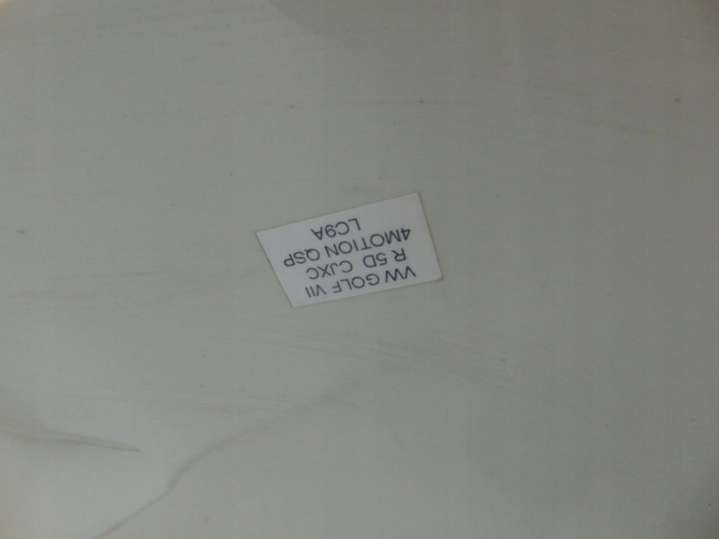 VW GOLF VII
R 5D CJXC
4MOTION QSP
LC9A